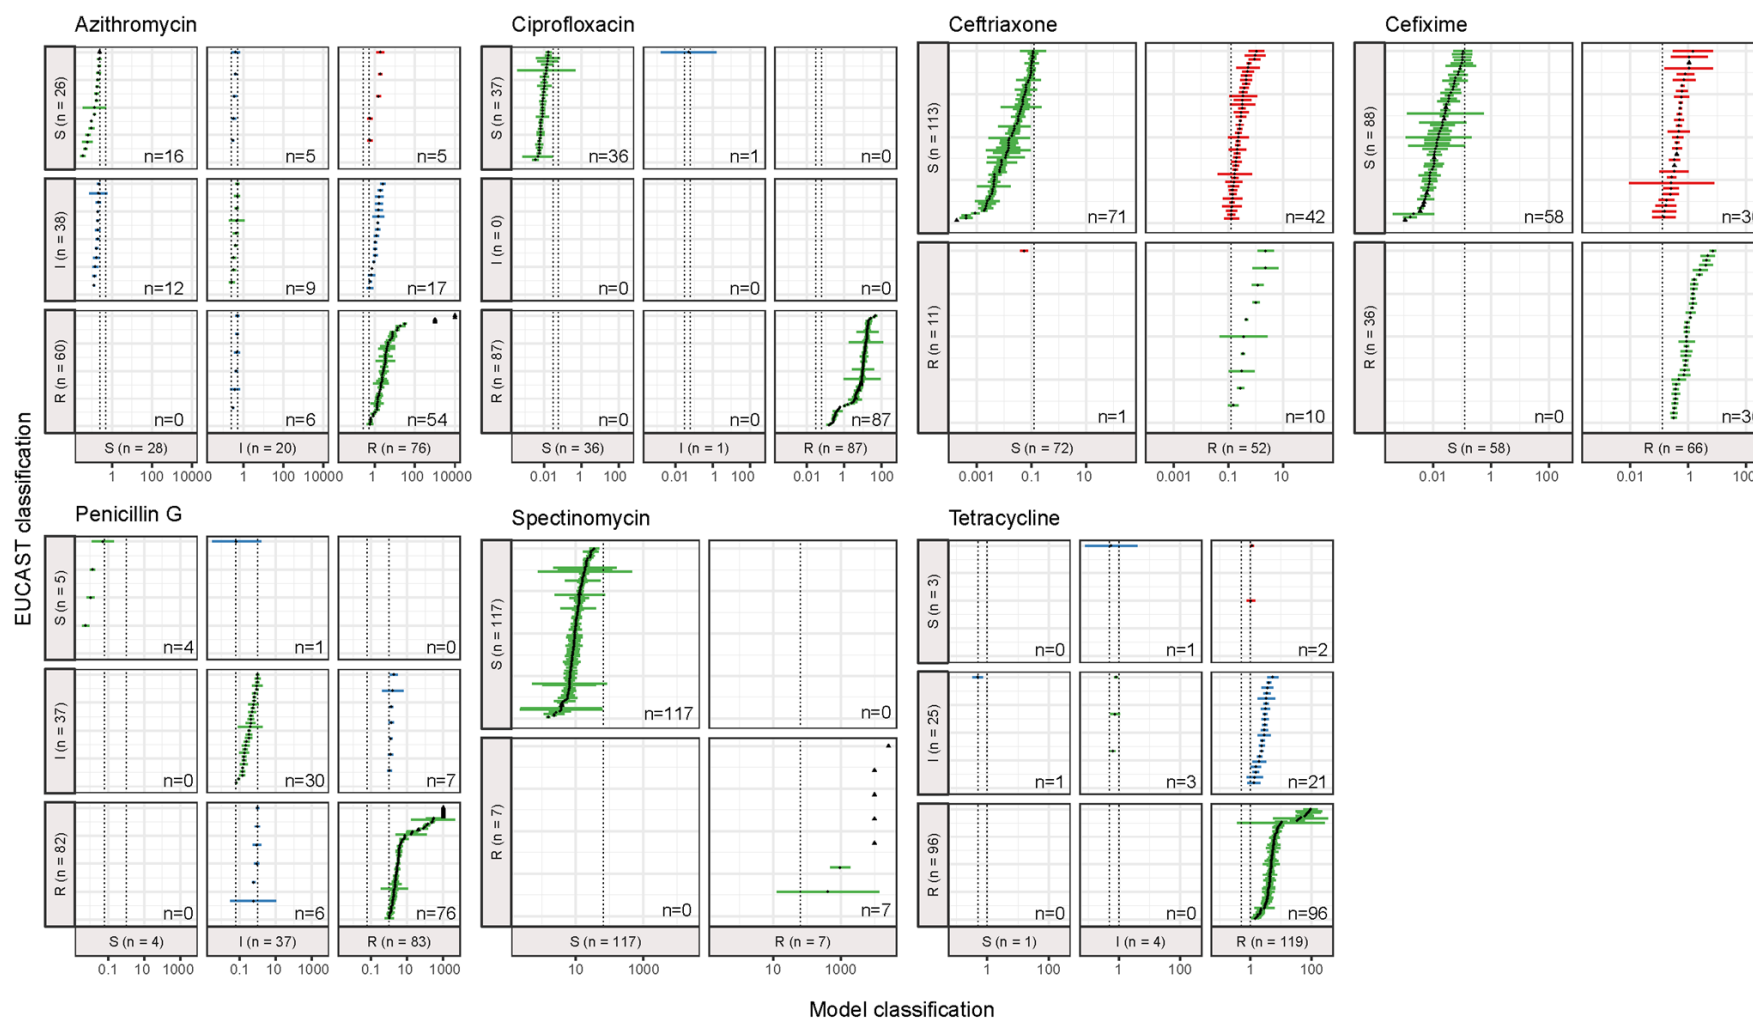 Azithromycin
Ciprofloxacin
Ceftriaxone
Cefixime
EUCAST classification
S (n = 26)
n=16
n=5
n=5
I (n = 38)
n=12
n=9
n=17
R (n = 60)
n=0
n=6
n=54
S (n = 28)
I (n = 20)
R (n = 76)
1 10000
1 10000
1 10000
S (n = 37)
n=36
n=1
n=0
I (n = 0)
n=0
n=0
n=0
R (n = 87)
n=0
n=0
n=87
S (n = 36)
I (n = 1)
R (n = 87)
0.01 1 100
0.01 1 100
0.01 1 100
S (n = 113)
n=71
n=42
R (n = 11)
n=1
n=10
S (n = 72)
R (n = 52)
0.001 0.1 10
0.001 0.1 10
S (n = 88)
n=58
R (n = 36)
n=0
S (n = 58)
R (n = 66)
0.01 1 100
0.01 1
Penicillin G
Spectinomycin
Tetracycline
S (n = 5)
n=4
n=1
n=0
I (n = 37)
n=0
n=30
n=7
R (n = 82)
n=0
n=6
n=76
S (n = 4)
I (n = 37)
R (n = 83)
0.1 10 1000
0.1 10 1000
0.1 10 1000
S (n = 117)
n=117
n=0
R (n = 7)
n=0
n=7
S (n = 117)
R (n = 7)
10 1000
10 1000
S (n = 3)
n=0
n=1
n=2
I (n = 25)
n=1
n=3
n=21
R (n = 96)
n=0
n=0
n=96
S (n = 1)
I (n = 4)
R (n = 119)
1 100
1 100
1 100
Model classification